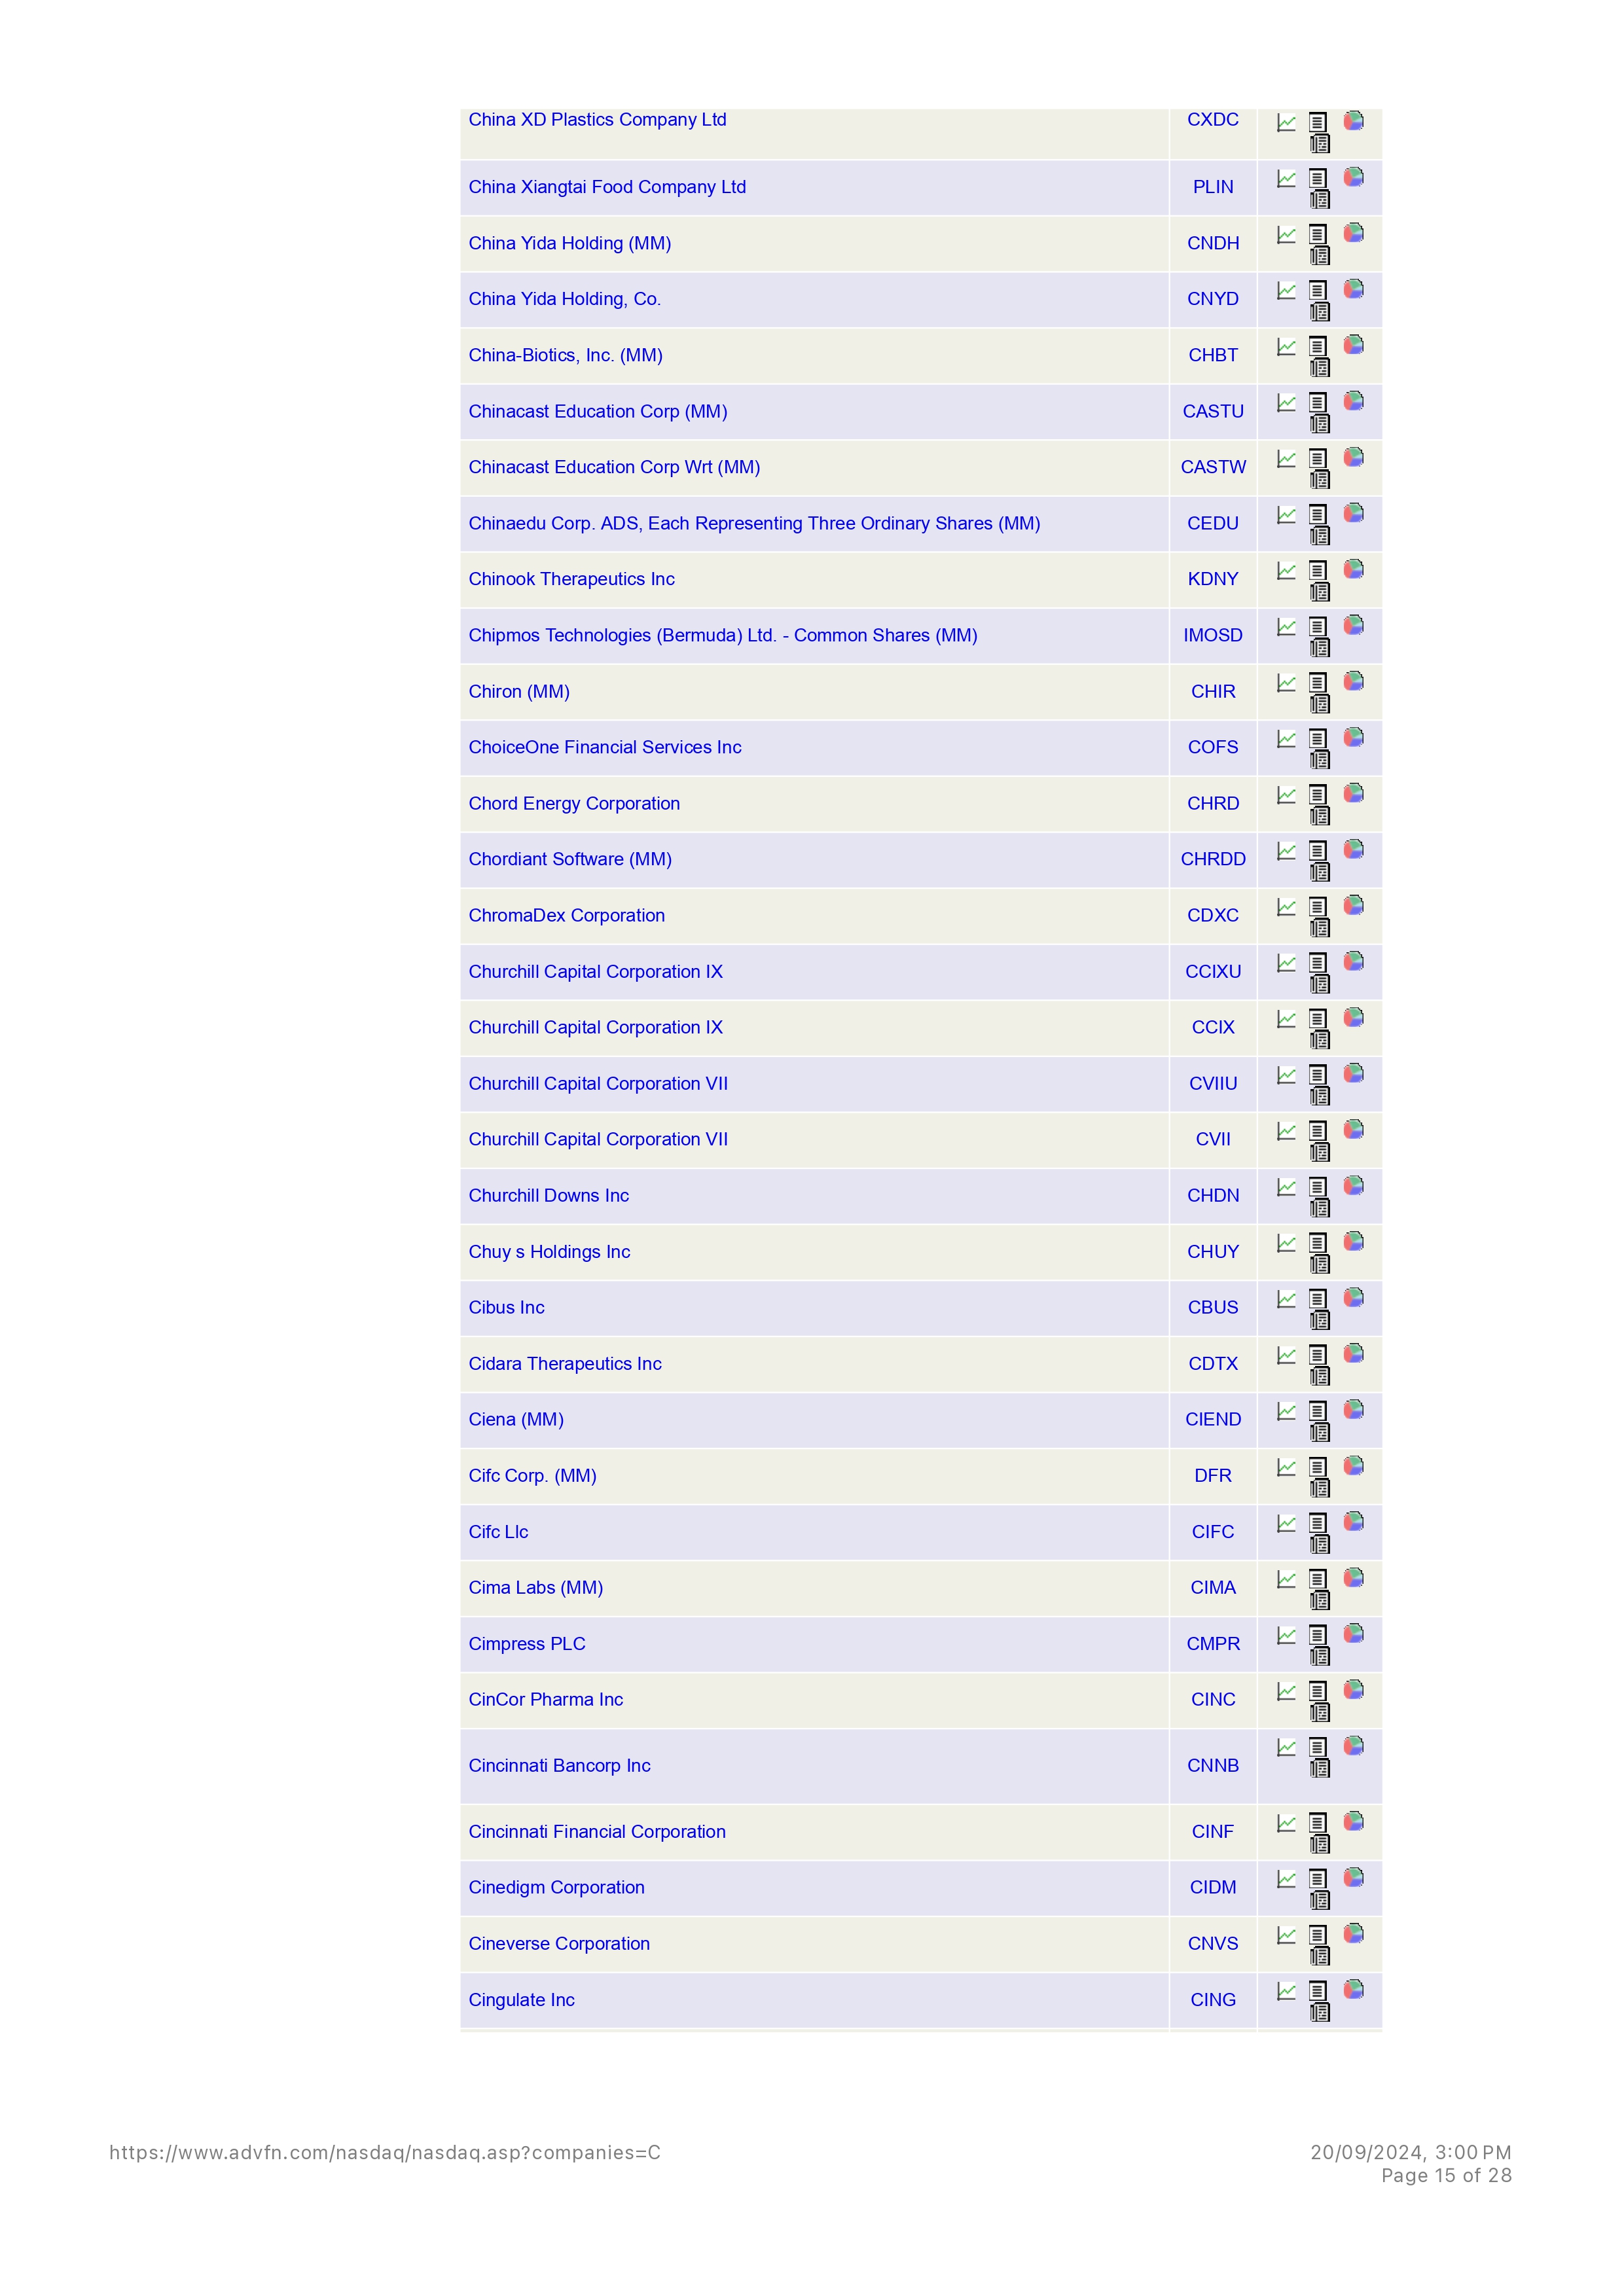 China XD Plastics Company Ltd CXDC
China Xiangtai Food Company Ltd PLIN
China Yida Holding (MM) CNDH
China Yida Holding, Co. CNYD
China-Biotics, Inc. (MM) CHBT
Chinacast Education Corp (MM) CASTU
Chinacast Education Corp Wrt (MM) CASTW
Chinaedu Corp. ADS, Each Representing Three Ordinary Shares (MM) CEDU
Chinook Therapeutics Inc KDNY
Chipmos Technologies (Bermuda) Ltd. - Common Shares (MM) IMOSD
Chiron (MM) CHIR
ChoiceOne Financial Services Inc COFS
Chord Energy Corporation CHRD
Chordiant Software (MM) CHRDD
ChromaDex Corporation CDXC
Churchill Capital Corporation IX CCIXU
Churchill Capital Corporation IX CCIX
Churchill Capital Corporation VII CVIIU
Churchill Capital Corporation VII CVII
Churchill Downs Inc CHDN
Chuy s Holdings Inc CHUY
Cibus Inc CBUS
Cidara Therapeutics Inc CDTX
Ciena (MM) CIEND
Cifc Corp. (MM) DFR
Cifc Llc CIFC
Cima Labs (MM) CIMA
Cimpress PLC CMPR
CinCor Pharma Inc CINC
Cincinnati Bancorp Inc CNNB
Cincinnati Financial Corporation CINF
Cinedigm Corporation CIDM
Cineverse Corporation CNVS
Cingulate Inc CING
https://www.advfn.com/nasdaq/nasdaq.asp?companies=C 20/09/2024, 3:00 PM
Page 15 of 28